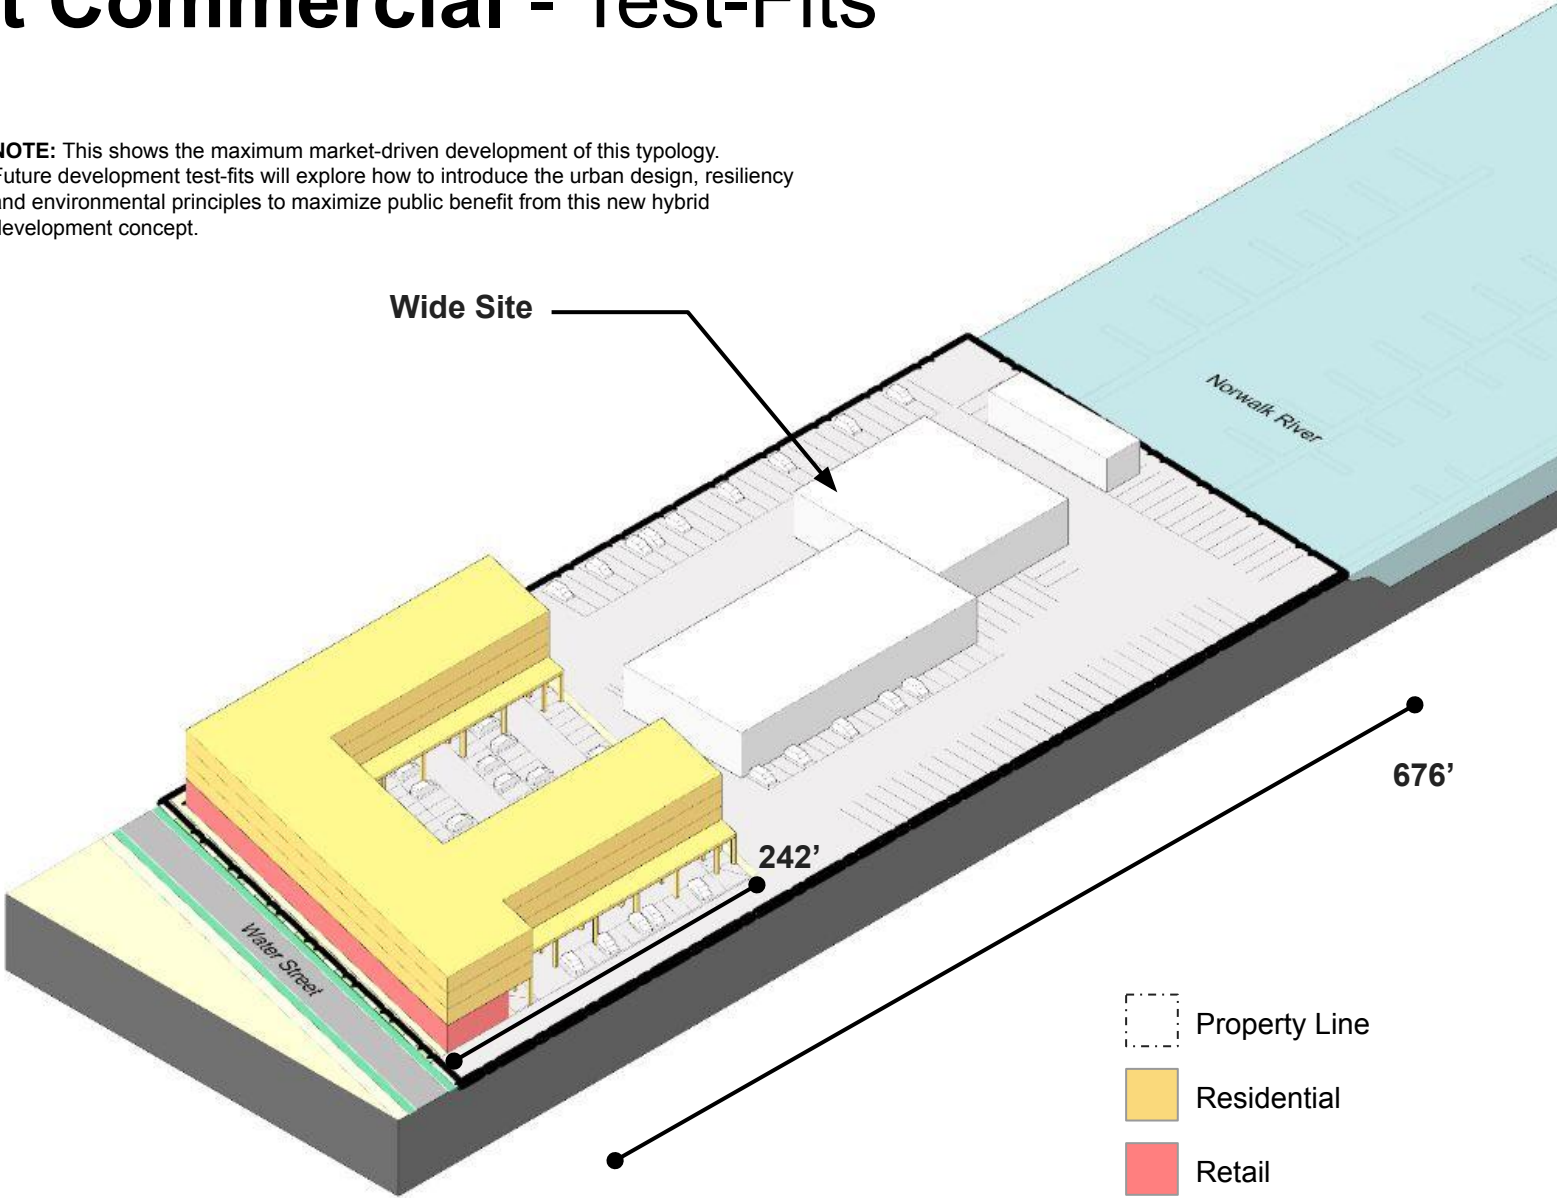 t Commercial - Test-Fits
NOTE: This shows the maximum market-driven development of this typology.
Future development test-fits will explore how to introduce the urban design, resiliency
and environmental principles to maximize public benefit from this new hybrid
development concept.
Wide Site
Norwalk River
676’
242’
Water Street
Property Line
Residential
Retail